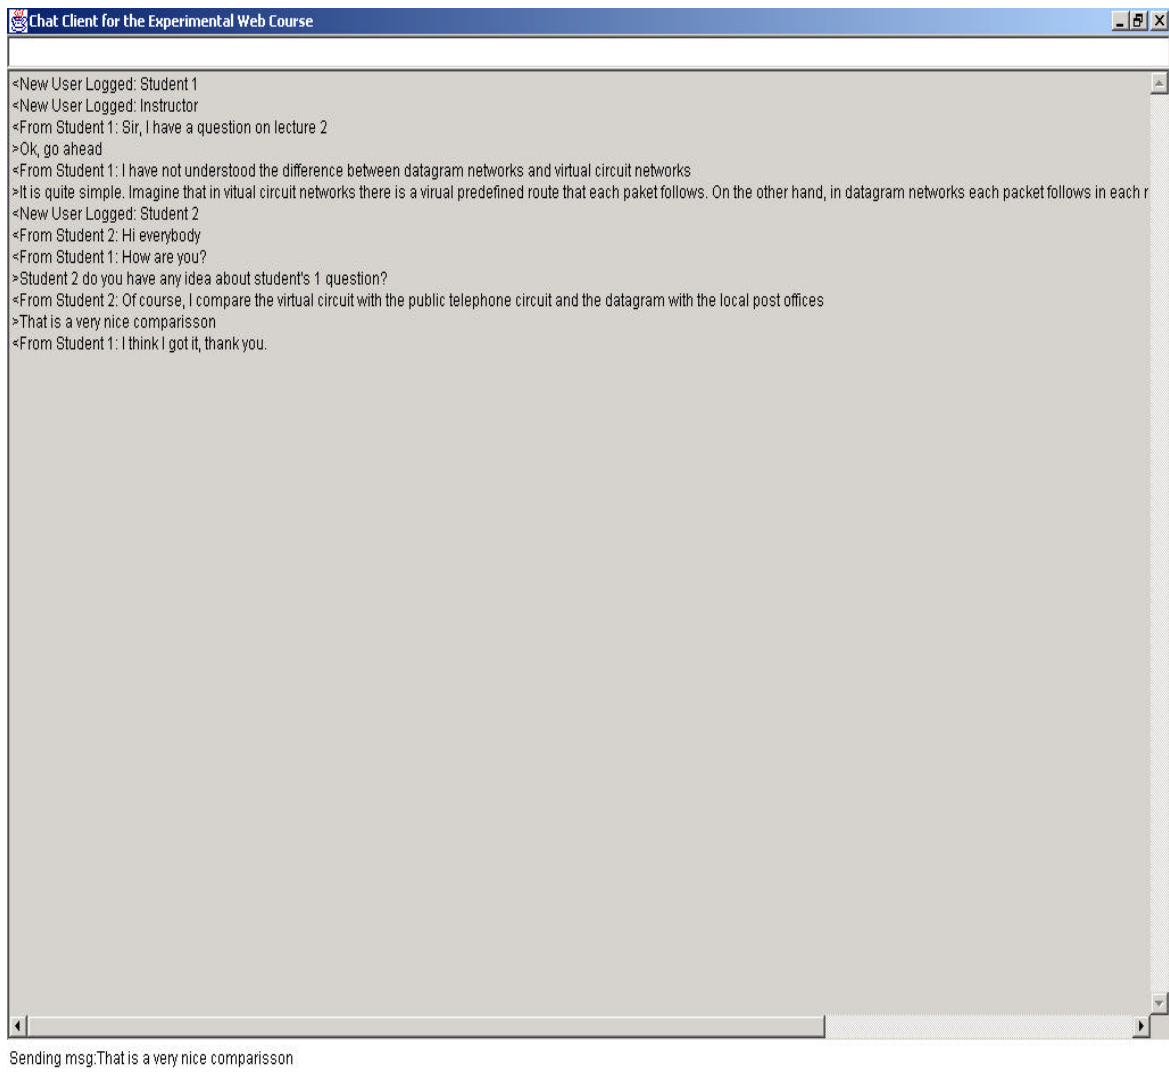 Chat Client for the Experimental Web Course
<New User Logged: Student 1
<New User Logged: Instructor
<From Student 1: Sir, I have a question on lecture 2
>Ok, go ahead
<From Student 1: I have not understood the difference between datagram networks and virtual circuit networks
>It is quite simple. Imagine that in vitual circuit networks there is a virual predefined route that each paket follows. On the other hand, in datagram networks each packet follows in each r
<New User Logged: Student 2
<From Student 2: Hi everybody
<From Student 1: How are you?
>Student 2 do you have any idea about student's 1 question?
<From Student 2: Of course, I compare the virtual circuit with the public telephone circuit and the datagram with the local post offices
>That is a very nice comparisson
<From Student 1: I think I got it, thank you.
Sending msg:That is a very nice comparisson